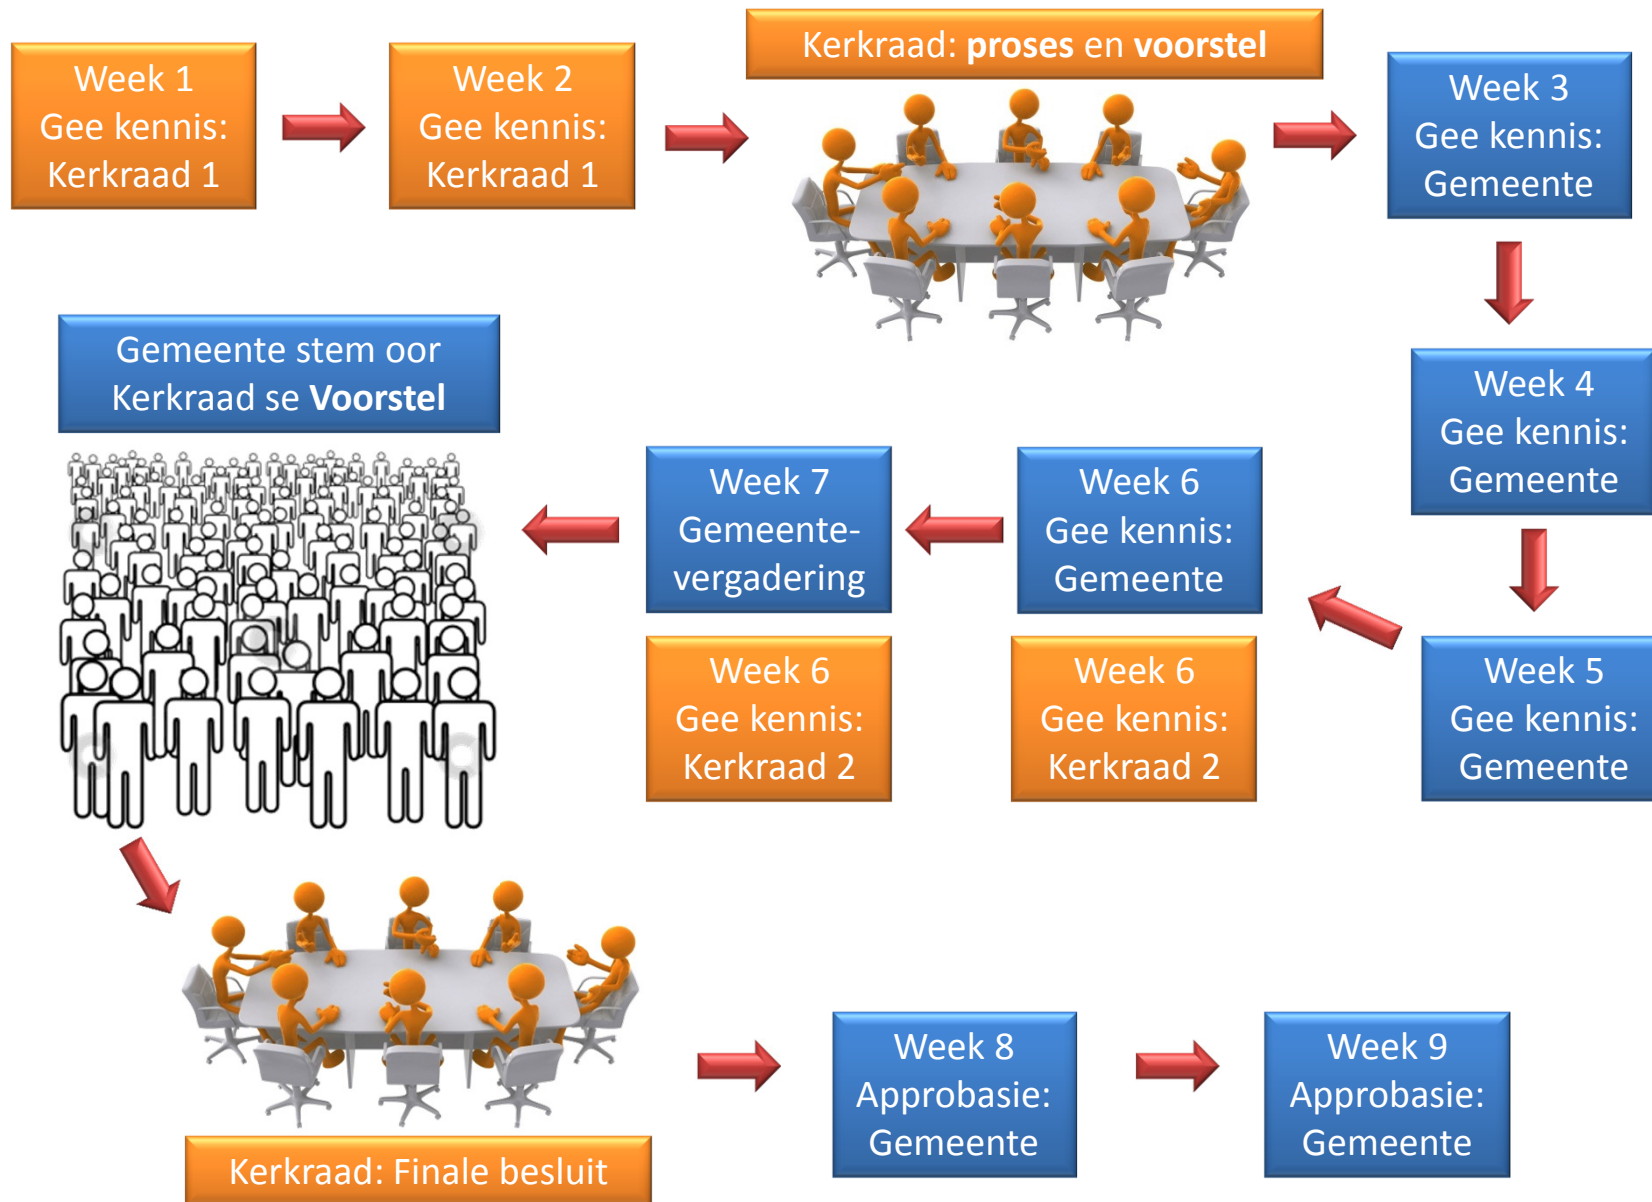 Week 1
Gee kennis:
Kerkraad 1
Week 2
Gee kennis:
Kerkraad 1
Kerkraad: proses en voorstel
Week 3
Gee kennis:
Gemeente
Week 4
Gee kennis:
Gemeente
Week 5
Gee kennis:
Gemeente
Week 6
Gee kennis:
Gemeente
Week 6
Gee kennis:
Kerkraad 2
Week 7
Gemeente-
vergadering
Week 6
Gee kennis:
Kerkraad 2
Gemeente stem oor
Kerkraad se Voorstel
Kerkraad: Finale besluit
Week 8
Approbasie:
Gemeente
Week 9
Approbasie:
Gemeente